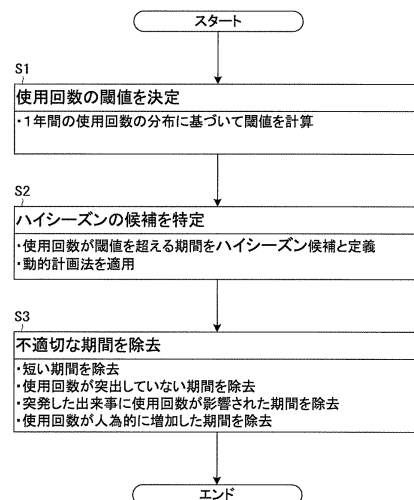 スタート
S1
使用回数の閾値を決定
・1年間の使用回数の分布に基づいて閾値を計算
S2
ハイシーズンの候補を特定
・使用回数が閾値を超える期間をハイシーズン候補と定義
・動的計画法を適用
S3
不適切な期間を除去
・短い期間を除去
・使用回数が突出していない期間を除去
・突発した出来事に使用回数が影響された期間を除去
・使用回数が人為的に増加した期間を除去
エンド